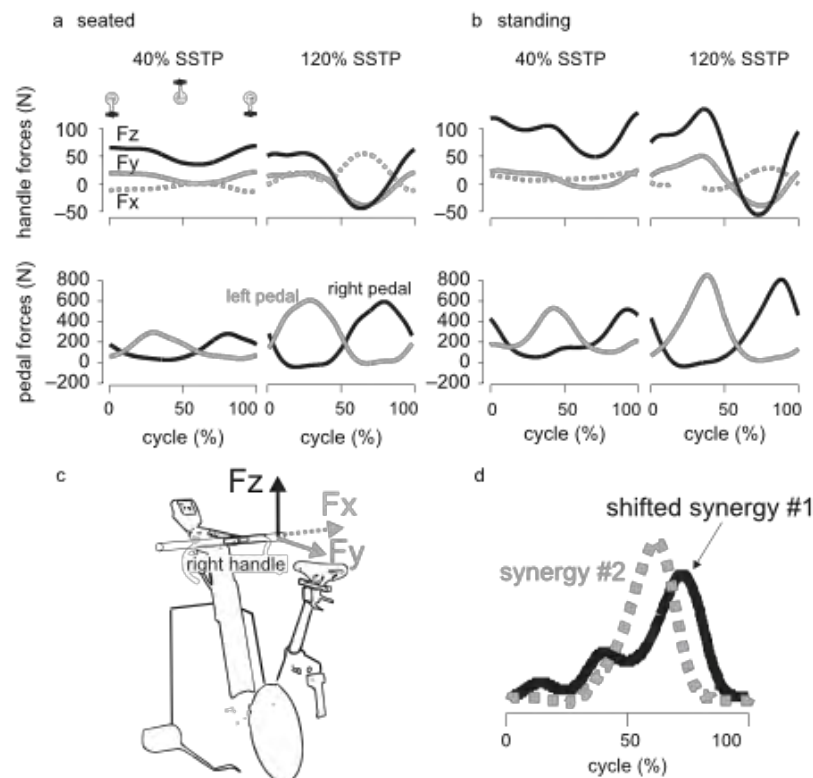 a seated
b standing
40% SSTP
120% SSTP
40% SSTP
120% SSTP
handle forces (N)
100
50
0
–50
Fz
Fy
Fx
100
50
0
–50
pedal forces (N)
800
600
400
200
0
–200
left pedal
right pedal
800
600
400
200
0
–200
0 50 100
0 50 100
0 50 100
0 50 100
cycle (%)
cycle (%)
cycle (%)
cycle (%)
c
Fz
Fx
Fy
right handle
d
shifted synergy #1
synergy #2
0 50 100
cycle (%)